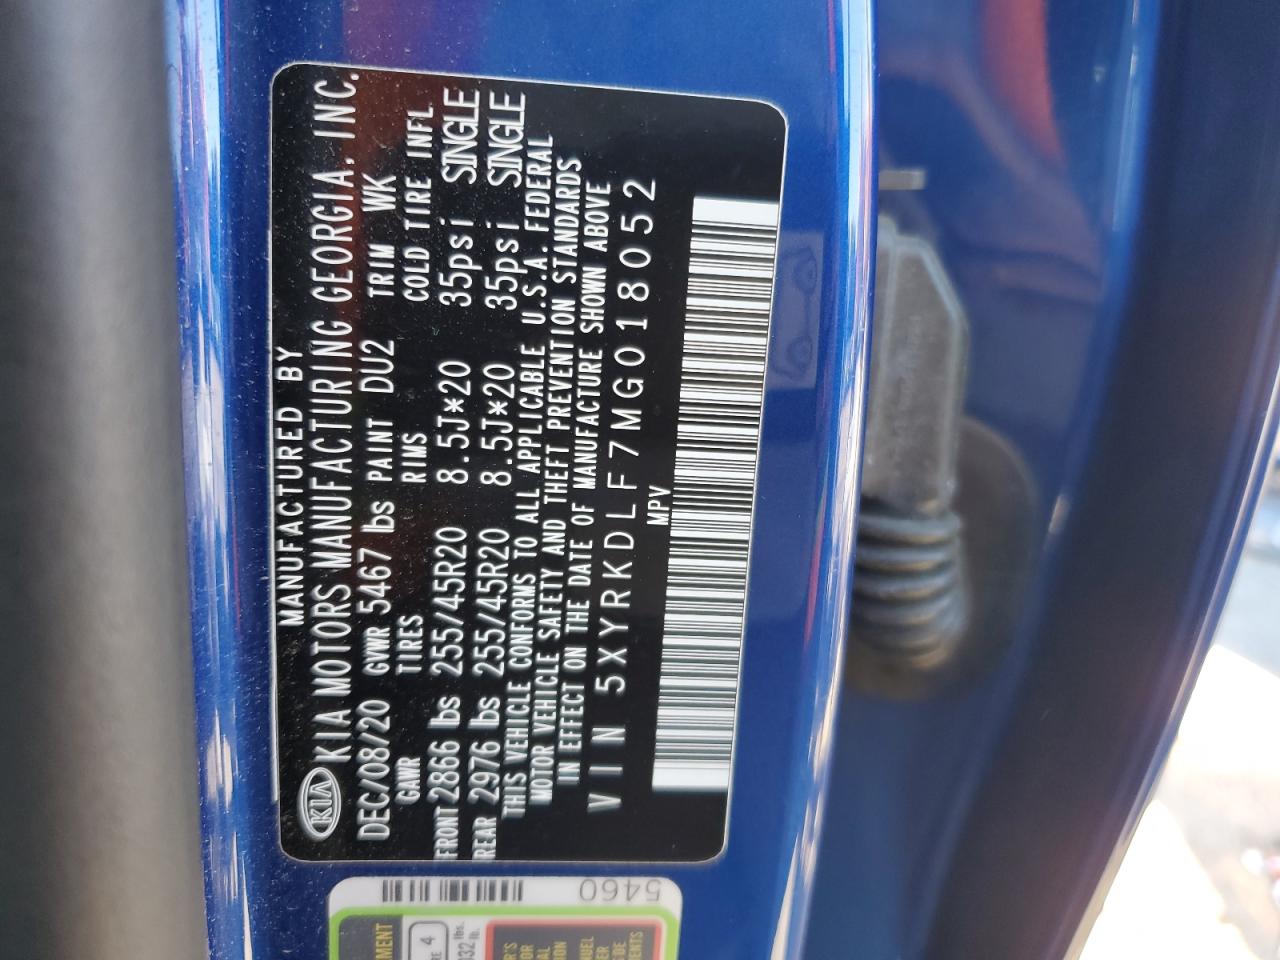 MANUFACTURED BY
KIA KIA MOTORS MANUFACTURING GEORGIA, INC.
DEC/08/20 GVWR 5467 lbs PAINT DU2 TRIM WK
GAWR TIRES RIMS COLD TIRE INFL
FRONT 2866 lbs 255/45R20 8.5J*20 35psi SINGLE
REAR 2976 lbs 255/45R20 8.5J*20 35psi SINGLE
THIS VEHICLE CONFORMS TO ALL APPLICABLE U.S.A. FEDERAL
MOTOR VEHICLE SAFETY AND THEFT PREVENTION STANDARDS
IN EFFECT ON THE DATE OF MANUFACTURE SHOWN ABOVE
VIN 5XYRKDLF7MG018052
MPV
5460
4
lbs.